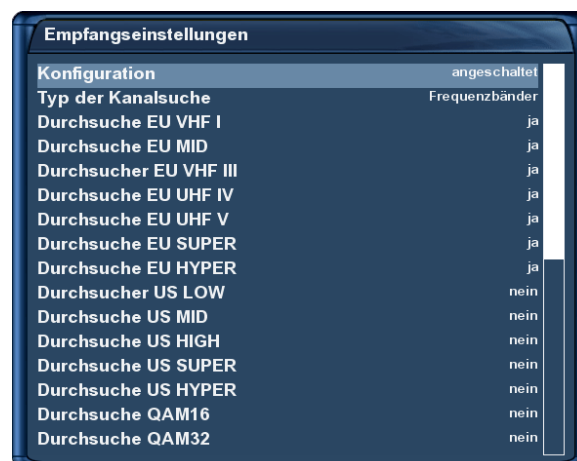 Empfangseinstellungen
Konfiguration angeschaltet
Typ der Kanalsuche Frequenzbänder
Durchsuche EU VHF I ja
Durchsuche EU MID ja
Durchsucher EU VHF III ja
Durchsuche EU UHF IV ja
Durchsuche EU UHF V ja
Durchsuche EU SUPER ja
Durchsuche EU HYPER ja
Durchsucher US LOW nein
Durchsuche US MID nein
Durchsuche US HIGH nein
Durchsuche US SUPER nein
Durchsuche US HYPER nein
Durchsuche QAM16 nein
Durchsuche QAM32 nein